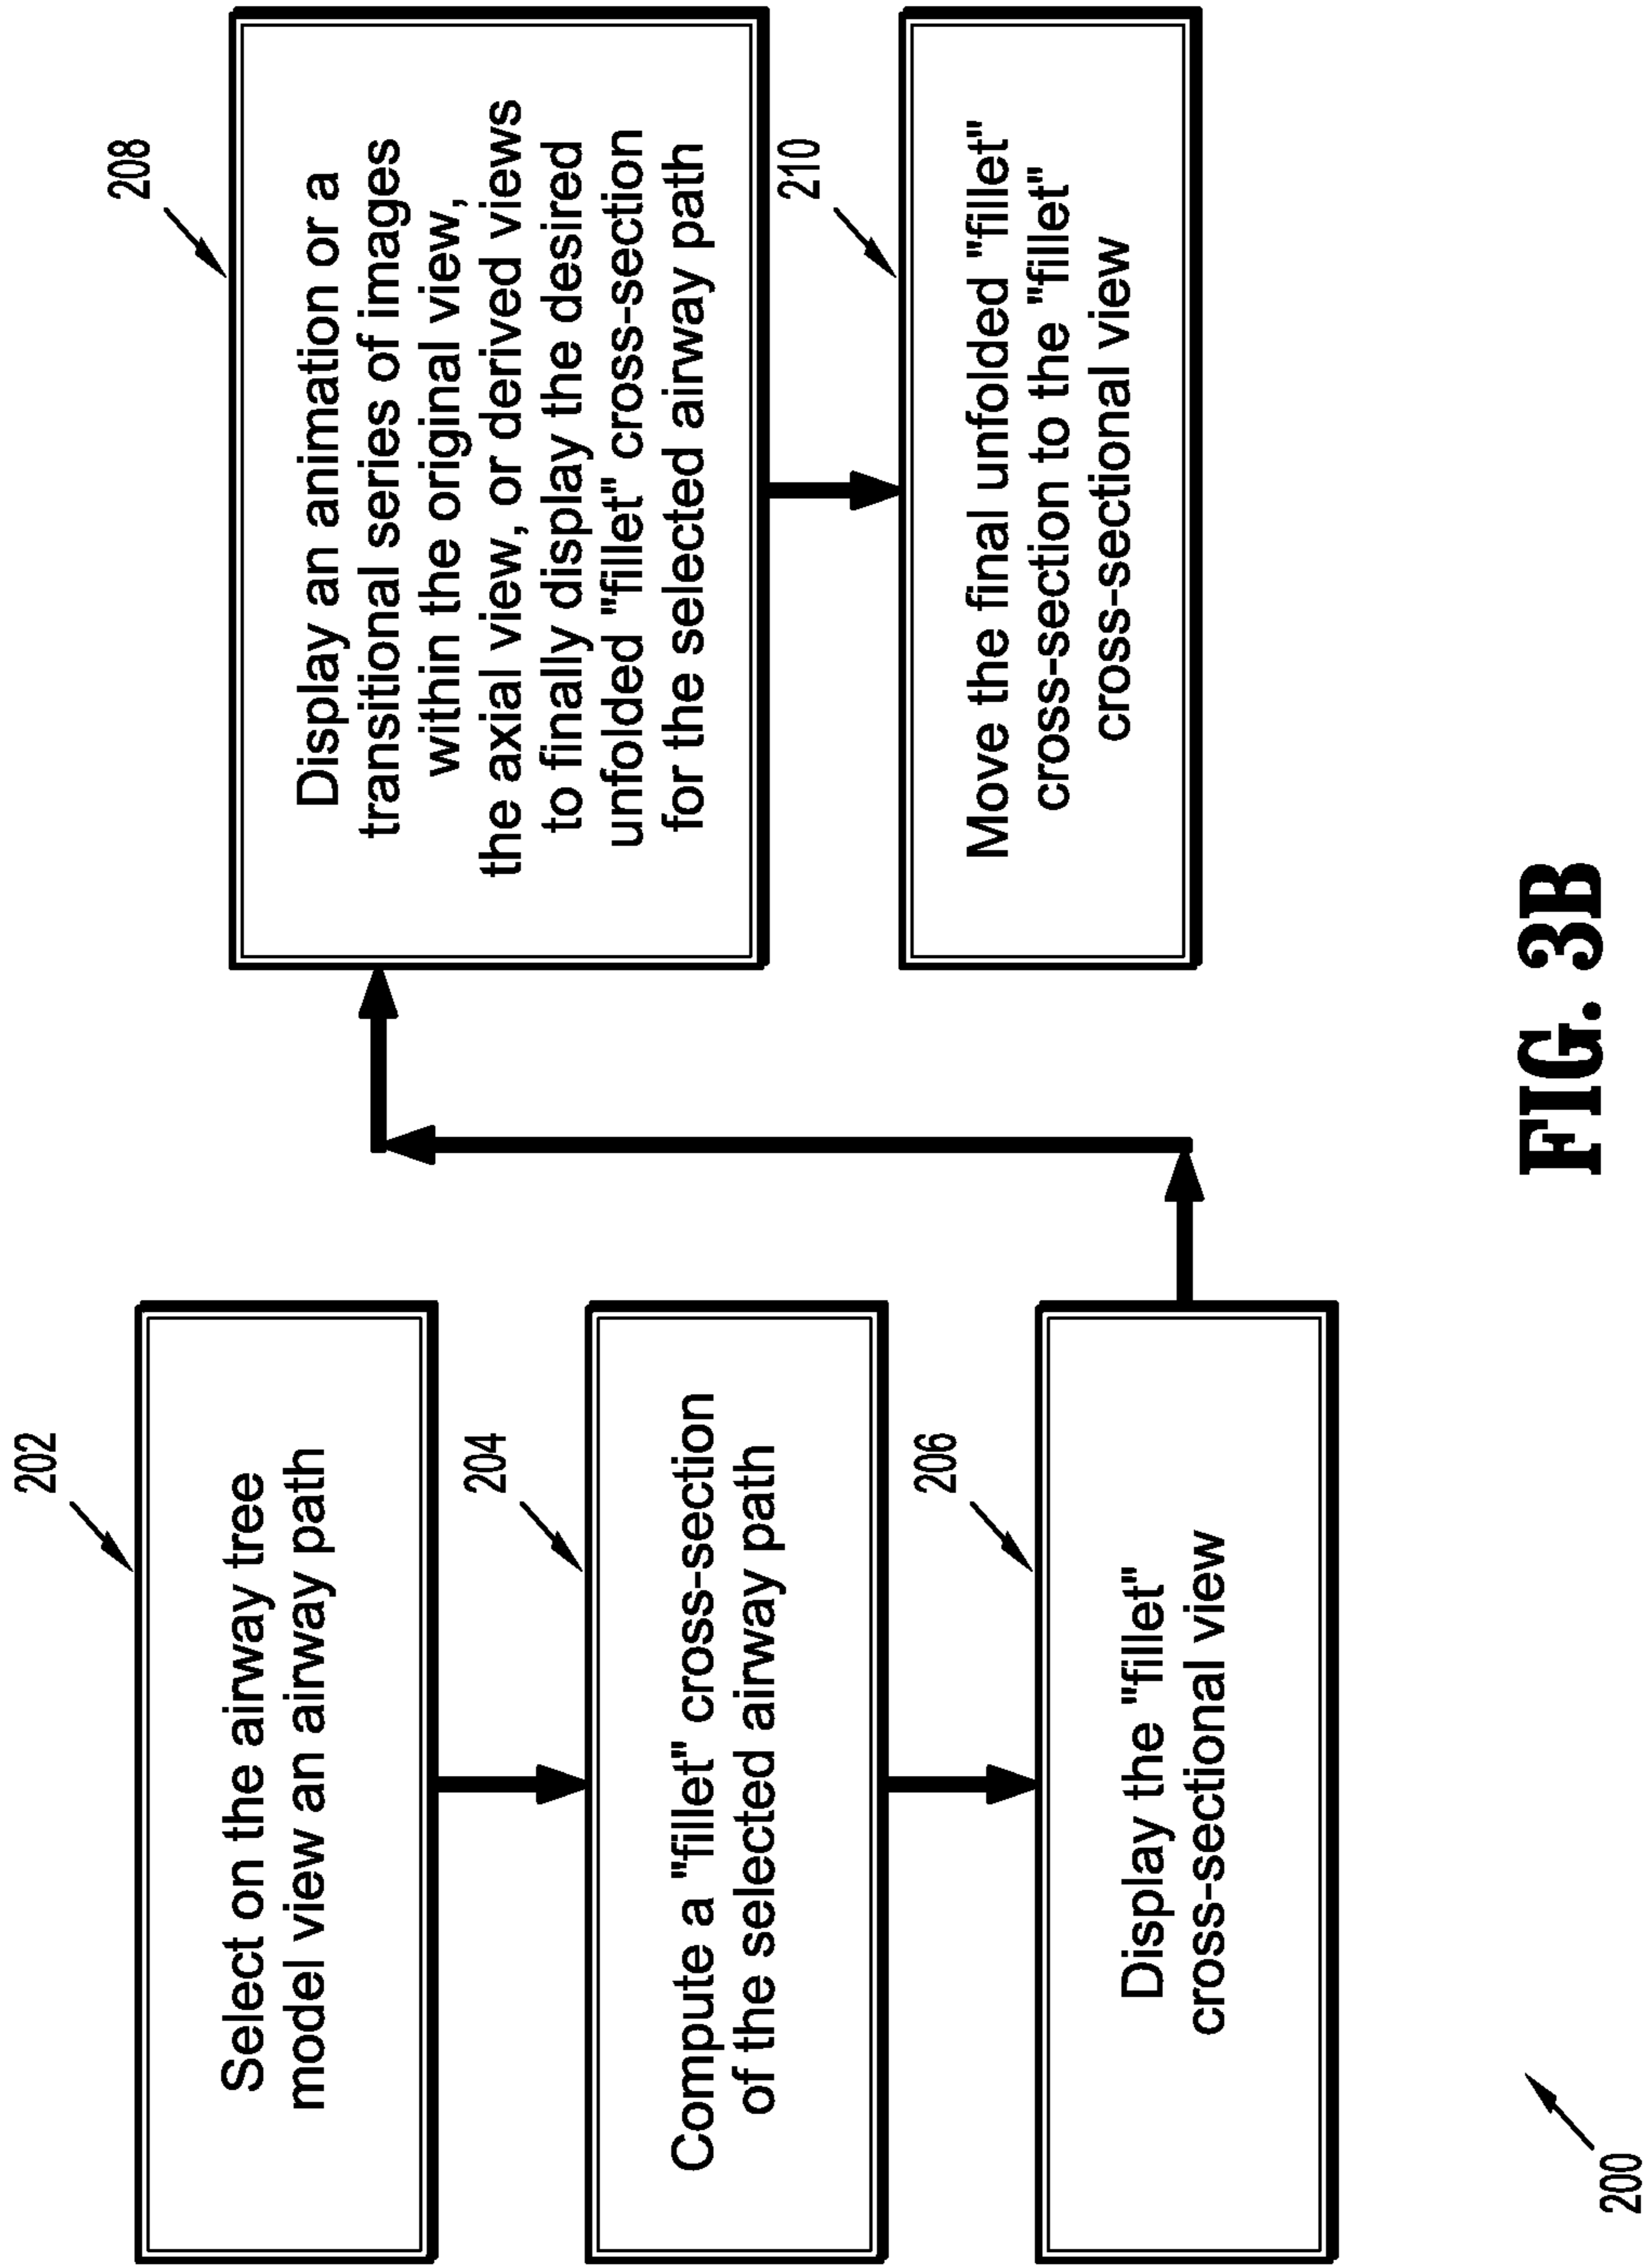 202
Select on the airway tree
model view an airway path
204
Compute a "fillet" cross-section
of the selected airway path
206
Display the "fillet"
cross-sectional view
208
Display an animation or a
transitional series of images
within the original view,
the axial view, or derived views
to finally display the desired
unfolded "fillet" cross-section
for the selected airway path
210
Move the final unfolded "fillet"
cross-section to the "fillet"
cross-sectional view
200
FIG. 3B